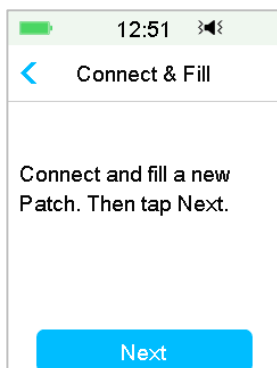 12:51
Connect & Fill
Connect and fill a new
Patch. Then tap Next.
Next